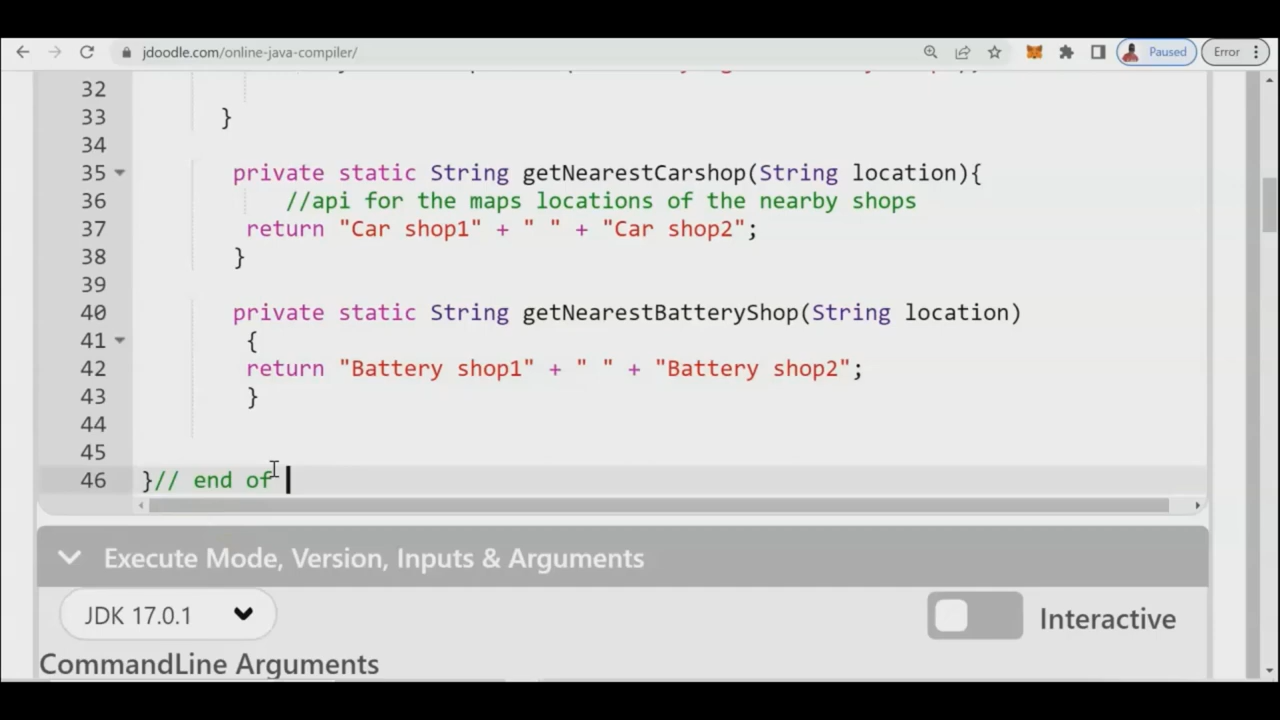 jdoodle.com/online-java-compiler/
Paused
Error
32
33 }
34
35 private static String getNearestCarshop(String location){
36 //api for the maps locations of the nearby shops
37 return "Car shop1" + " " + "Car shop2";
38 }
39
40 private static String getNearestBatteryShop(String location)
41 {
42 return "Battery shop1" + " " + "Battery shop2";
43 }
44
45
46 }// end of
Execute Mode, Version, Inputs & Arguments
JDK 17.0.1
Interactive
CommandLine Arguments